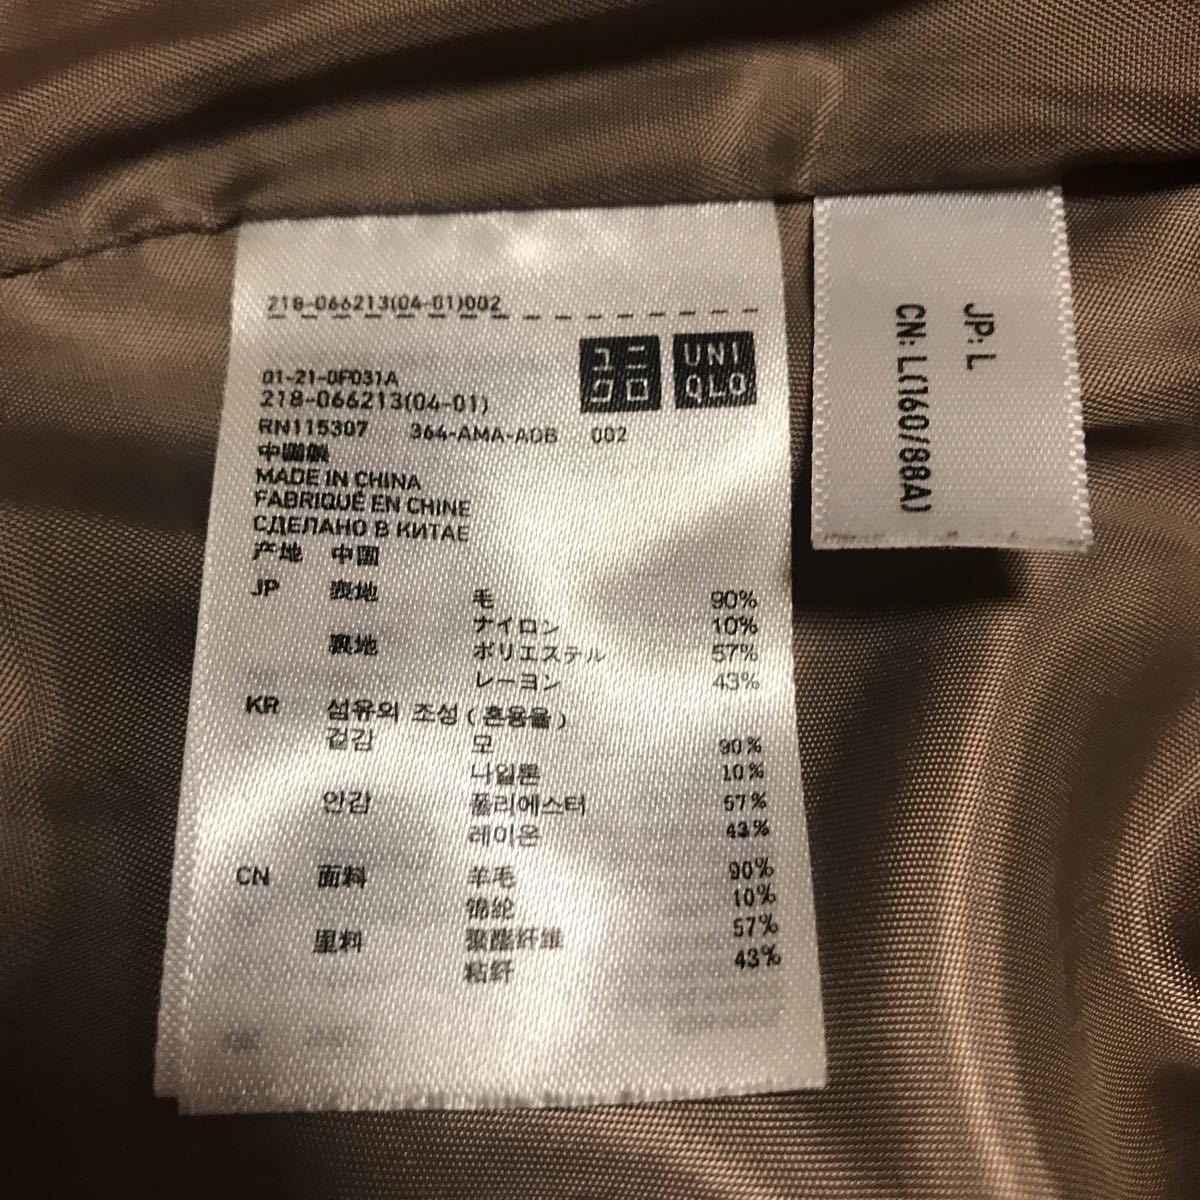 218-066213(04-01)002
ユニクロ
UNIQLO
01-21-0F031A
218-066213(04-01)
RN115307 364-AMA-A0B 002
中國製
MADE IN CHINA
FABRIQUÉ EN CHINE
СДЕЛАНО В КИТАЕ
产地 中国
JP 表地 毛 90%
ナイロン 10%
裏地 ポリエステル 57%
レーヨン 43%
KR 섬유의 조성(혼용율)
겉감 모 90%
나일론 10%
안감 폴리에스터 57%
레이온 43%
CN 面料 羊毛 90%
锦纶 10%
里料 聚酯纤维 57%
粘纤 43%
JP: L
CN: L(160/88A)